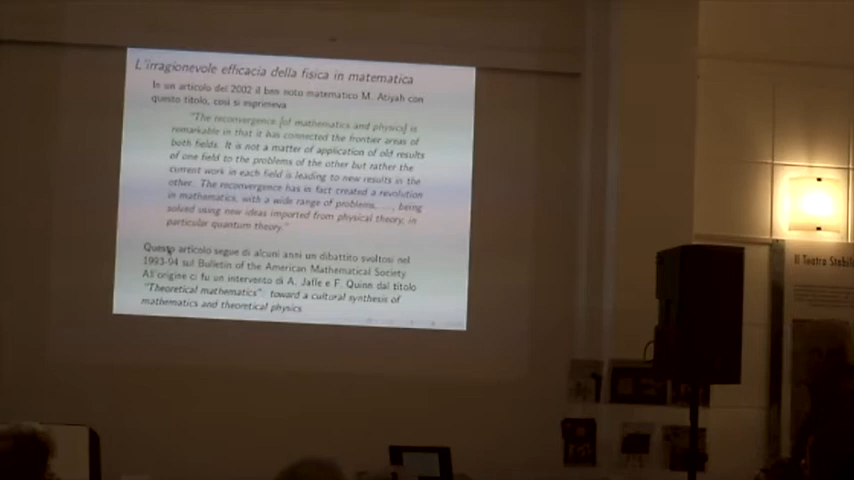 L'irragionevole efficacia della fisica in matematica
In un articolo del 2002 il ben noto matematico M. Atiyah con
questo titolo, così si esprimeva
"The reconvergence [of mathematics and physics] is
remarkable in that it has connected the frontier areas of
both fields. It is not a matter of application of old results
of one field to the problems of the other but rather the
current work in each field is leading to new results in the
other. The reconvergence has in fact created a revolution
in mathematics, with a wide range of problems, ..., being
solved using new ideas imported from physical theory, in
particular quantum theory."
Questo articolo segue di alcuni anni un dibattito svoltosi nel
1993-94 sul Bulletin of the American Mathematical Society.
All'origine ci fu un intervento di A. Jaffe e F. Quinn dal titolo
"Theoretical mathematics": toward a cultural synthesis of
mathematics and theoretical physics
Il Teatro Stabil